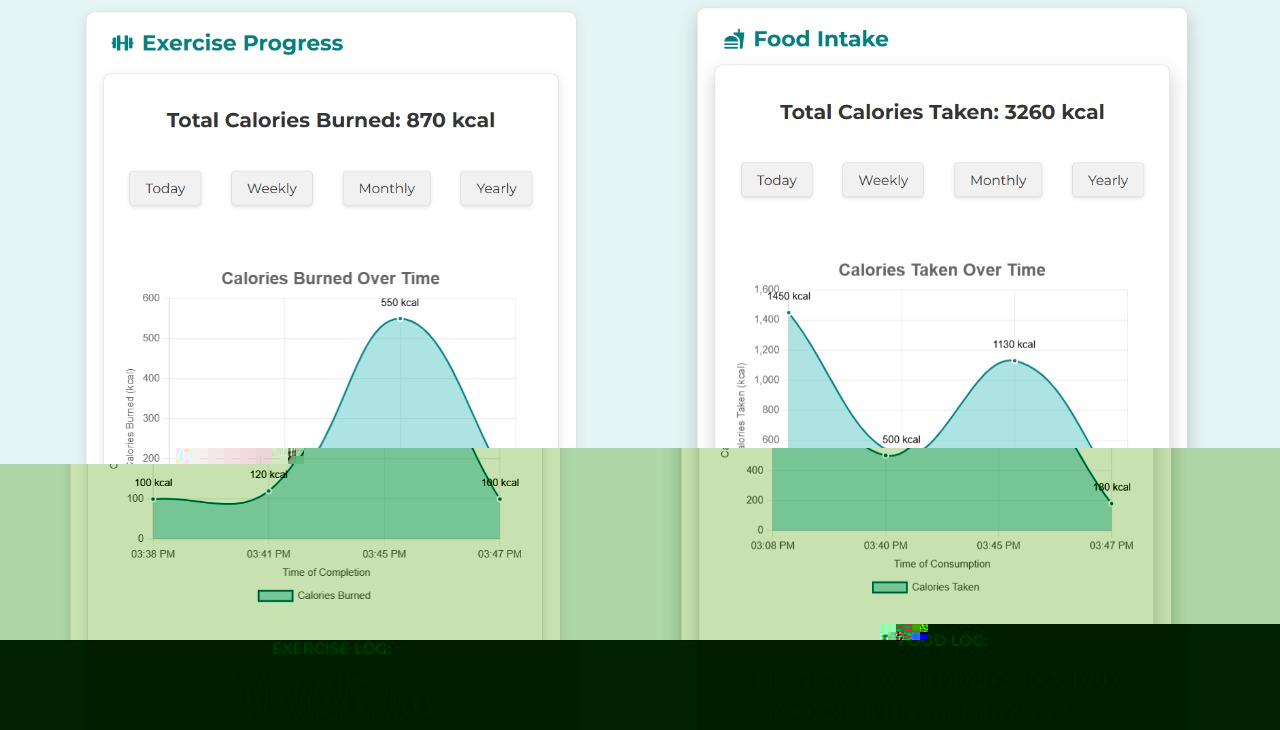 Exercise Progress
Total Calories Burned: 870 kcal
Today Weekly Monthly Yearly
Calories Burned Over Time
600
550 kcal
500
400
300
200
120 kcal
100 kcal
100 kcal
100
0
Calories Burned (kcal)
03:38 PM 03:41 PM 03:45 PM 03:47 PM
Time of Completion
Calories Burned
EXERCISE LOG:
Food Intake
Total Calories Taken: 3260 kcal
Today Weekly Monthly Yearly
Calories Taken Over Time
1,600
1450 kcal
1,400
1130 kcal
1,200
1,000
800
600
500 kcal
400
180 kcal
200
0
alories Taken (kcal)
03:08 PM 03:40 PM 03:45 PM 03:47 PM
Time of Consumption
Calories Taken
OD LOG: